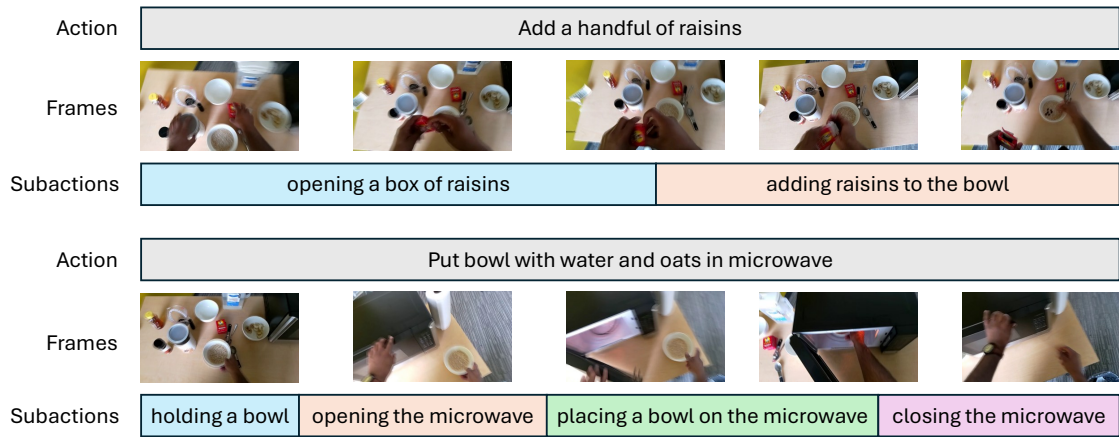 Action
Add a handful of raisins
Frames
Subactions
opening a box of raisins
adding raisins to the bowl
Action
Put bowl with water and oats in microwave
Frames
Subactions
holding a bowl
opening the microwave
placing a bowl on the microwave
closing the microwave